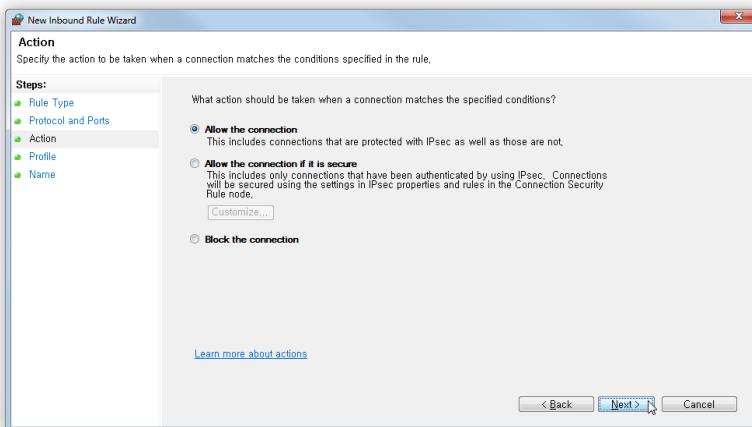 New Inbound Rule Wizard
X
Action
Specify the action to be taken when a connection matches the conditions specified in the rule.
Steps:
Rule Type
Protocol and Ports
Action
Profile
Name
What action should be taken when a connection matches the specified conditions?
Allow the connection
This includes connections that are protected with IPsec as well as those are not.
Allow the connection if it is secure
This includes only connections that have been authenticated by using IPsec. Connections
will be secured using the settings in IPsec properties and rules in the Connection Security
Rule node.
Customize...
Block the connection
Learn more about actions
< Back
Next >
Cancel